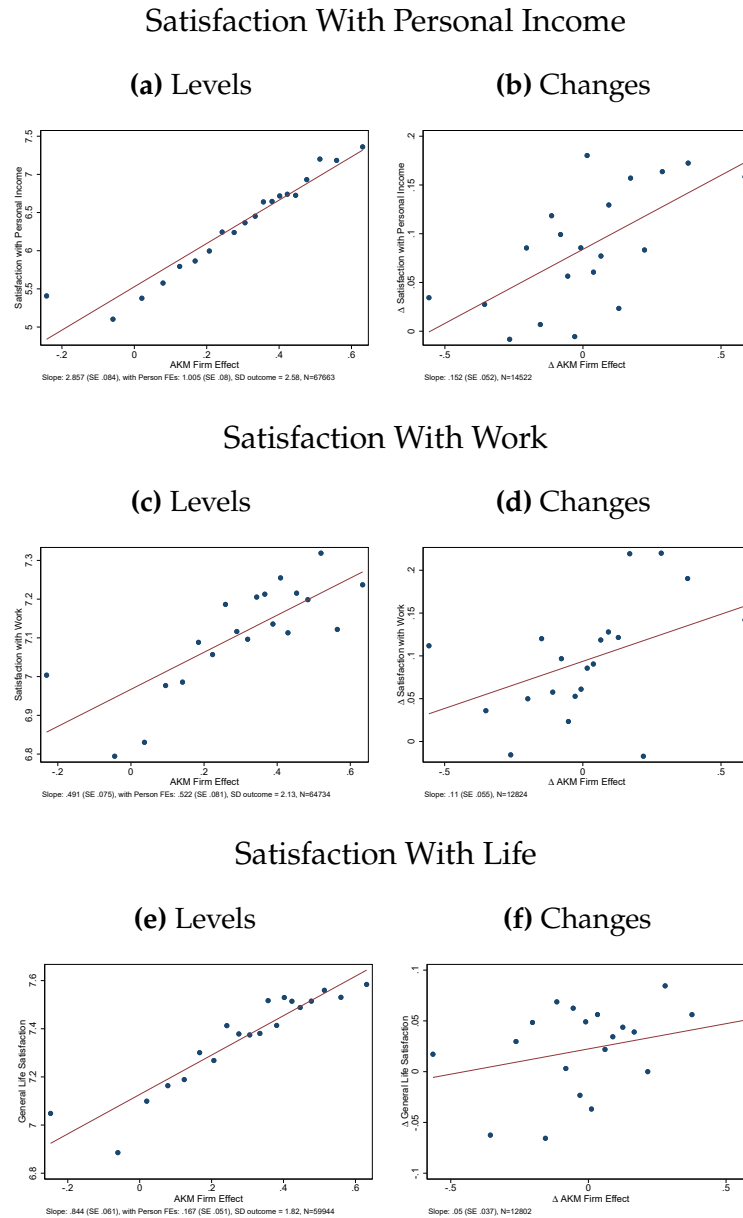 Satisfaction With Personal Income
(a) Levels
(b) Changes
Satisfaction with Personal Income
5 5.5 6 6.5 7 7.5
-.2 0 .2 .4 .6
AKM Firm Effect
Slope: 2.857 (SE .084), with Person FEs: 1.005 (SE .08), SD outcome = 2.58, N=67663
Δ Satisfaction with Personal Income
0 .05 .1 .15 .2
-.5 0 .5
Δ AKM Firm Effect
Slope: .152 (SE .052), N=14522
Satisfaction With Work
(c) Levels
(d) Changes
Satisfaction with Work
6.8 6.9 7 7.1 7.2 7.3
-.2 0 .2 .4 .6
AKM Firm Effect
Slope: .491 (SE .075), with Person FEs: .522 (SE .081), SD outcome = 2.13, N=64734
Δ Satisfaction with Work
0 .05 .1 .15 .2
-.5 0 .5
Δ AKM Firm Effect
Slope: .11 (SE .055), N=12824
Satisfaction With Life
(e) Levels
(f) Changes
General Life Satisfaction
6.8 7 7.2 7.4 7.6
-.2 0 .2 .4 .6
AKM Firm Effect
Slope: .844 (SE .061), with Person FEs: .167 (SE .051), SD outcome = 1.82, N=59944
Δ General Life Satisfaction
-.1 -.05 0 .05 .1
-.5 0 .5
Δ AKM Firm Effect
Slope: .05 (SE .037), N=12802